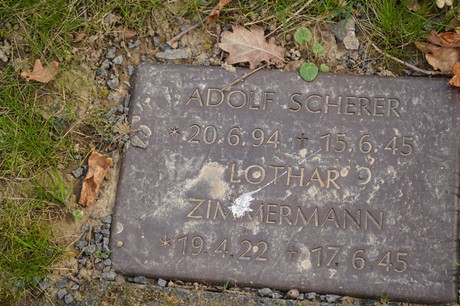 ADOLF SCHERER
*20.6.94 †15.6.45
LOTHAR
ZIMMERMANN
*19.4.22 †17.6.45